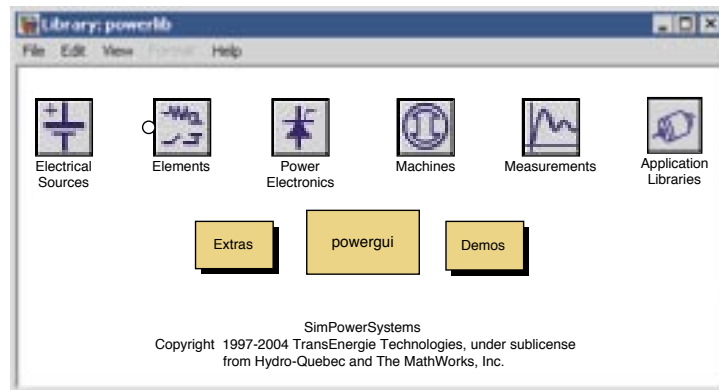 Library: powerlib
File Edit View Format Help
Electrical
Sources
Elements
Power
Electronics
Machines
Measurements
Application
Libraries
Extras
powergui
Demos
SimPowerSystems
Copyright 1997-2004 TransEnergie Technologies, under sublicense
from Hydro-Quebec and The MathWorks, Inc.